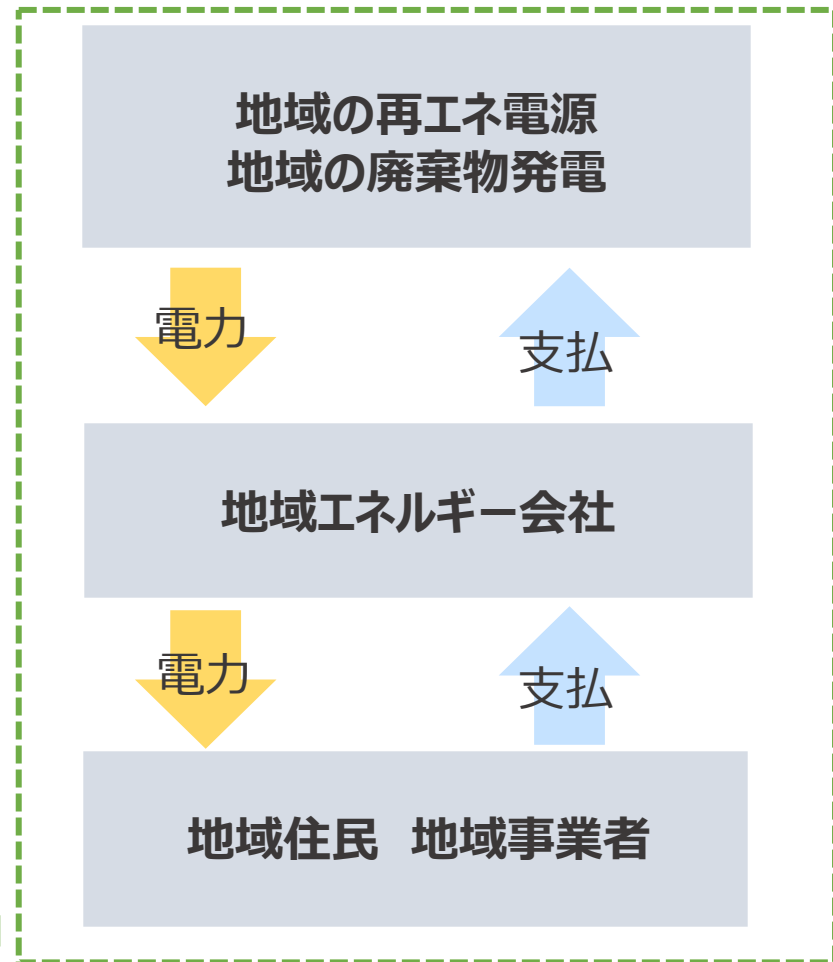 地域の再エネ電源
地域の廃棄物発電
電力
支払
地域エネルギー会社
電力
支払
地域住民 地域事業者